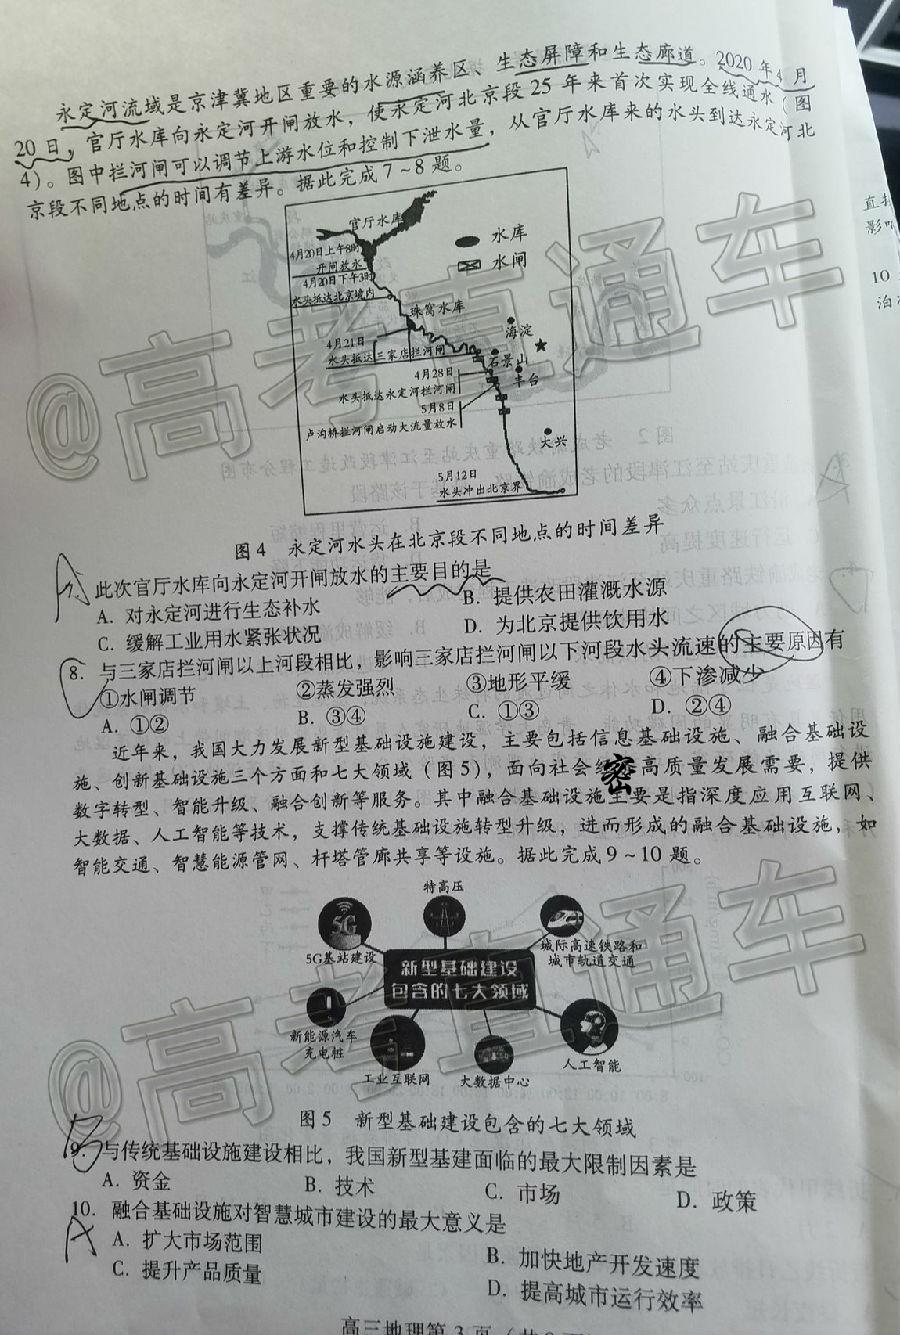 永定河流域是京津冀地区重要的水源涵养区、生态屏障和生态廊道。2020年4月
20日,官厅水库向永定河开闸放水,使永定河北京段25年来首次实现全线通水(图
4)。图中拦河闸可以调节上游水位和控制下泄水量,从官厅水库来的水头到达永定河北
京段不同地点的时间有差异。据此完成7~8题。
官厅水库
水库
水闸
4月20日上午8时
开闸放水
4月20日下午3时
水头抵达北京境内
珠窝水库
海淀
4月21日
水头抵达三家店拦河闸
石景山
4月28日
丰台
水头抵达永定河拦河闸
5月8日
卢沟桥拦河闸启动大流量放水
大兴
5月12日
水头冲出北京界
图4 永定河水头在北京段不同地点的时间差异
A
此次官厅水库向永定河开闸放水的主要目的是
A. 对永定河进行生态补水
B. 提供农田灌溉水源
C. 缓解工业用水紧张状况
D. 为北京提供饮用水
8. 与三家店拦河闸以上河段相比,影响三家店拦河闸以下河段水头流速的主要原因有
①水闸调节 ②蒸发强烈 ③地形平缓 ④下渗减少
A. ①② B. ③④ C. ①③ D. ②④
近年来,我国大力发展新型基础设施建设,主要包括信息基础设施、融合基础设
施、创新基础设施三个方面和七大领域(图5),面向社会经密高质量发展需要,提供
数字转型、智能升级、融合创新等服务。其中融合基础设施主要是指深度应用互联网、
大数据、人工智能等技术,支撑传统基础设施转型升级,进而形成的融合基础设施,如
智能交通、智慧能源管网、杆塔管廊共享等设施。据此完成9~10题。
特高压
5G
5G基站建设
城际高速铁路和
城市轨道交通
新型基础建设
包含的七大领域
新能源汽车
充电桩
工业互联网
大数据中心
人工智能
图5 新型基础建设包含的七大领域
B
9. 与传统基础设施建设相比,我国新型基建面临的最大限制因素是
A. 资金 B. 技术 C. 市场 D. 政策
10. 融合基础设施对智慧城市建设的最大意义是
A
A. 扩大市场范围
B. 加快地产开发速度
C. 提升产品质量
D. 提高城市运行效率
高三地理第3页
@高考直通车
@高考直通车